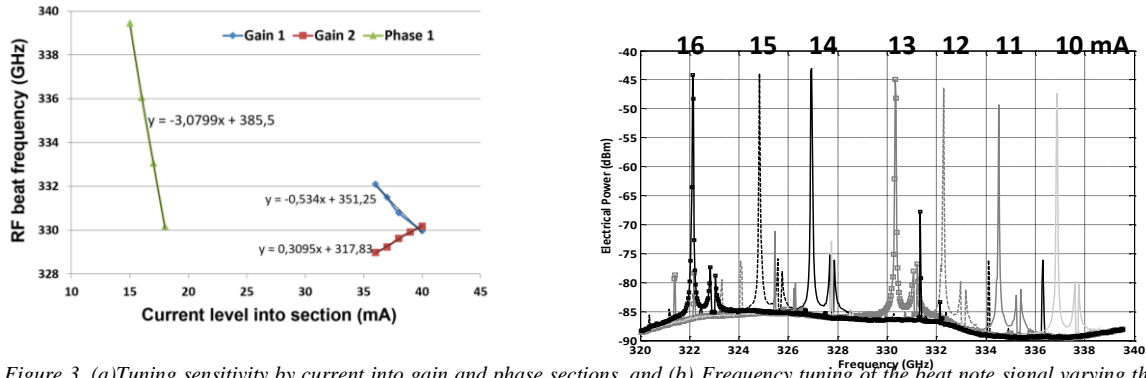 340
338
336
334
332
330
328
RF beat frequency (GHz)
Gain 1 Gain 2 Phase 1
y = -3,0799x + 385,5
y = -0,534x + 351,25
y = 0,3095x + 317,83
10 15 20 25 30 35 40 45
Current level into section (mA)
16 15 14 13 12 11 10 mA
-40
-45
-50
-55
-60
-65
-70
-75
-80
-85
-90
Electrical Power (dBm)
320 322 324 326 328 330 332 334 336 338 340
Frequency (GHz)
Figure 3. (a)Tuning sensitivity by current into gain and phase sections, and (b) Frequency tuning of the beat note signal varying th